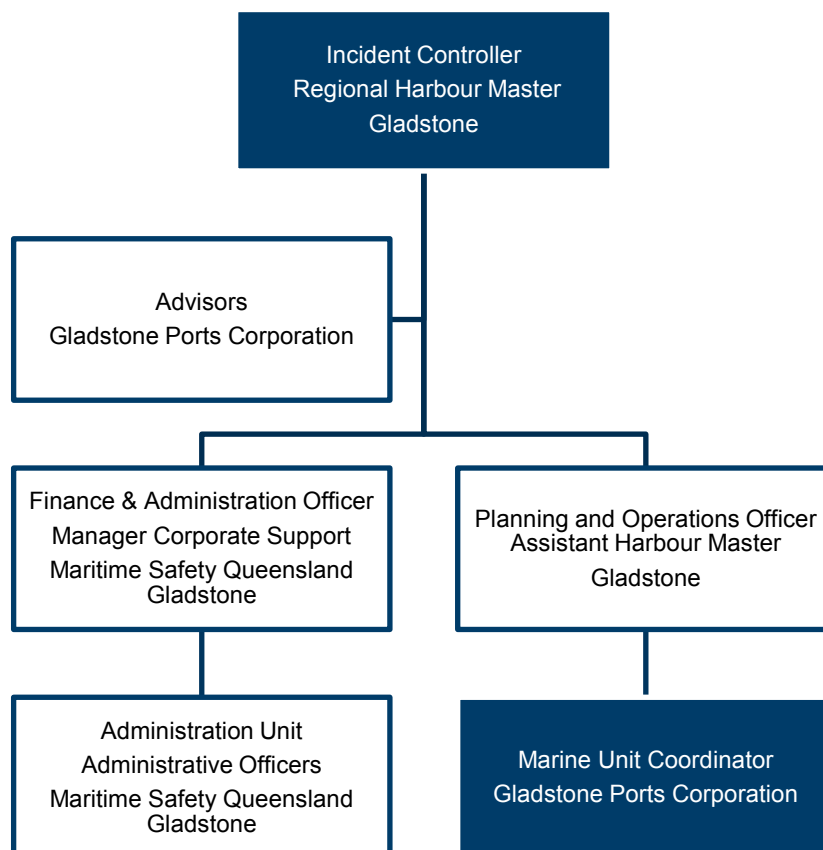 Incident Controller
Regional Harbour Master
Gladstone
Advisors
Gladstone Ports Corporation
Finance & Administration Officer
Manager Corporate Support
Maritime Safety Queensland
Gladstone
Planning and Operations Officer
Assistant Harbour Master
Gladstone
Administration Unit
Administrative Officers
Maritime Safety Queensland
Gladstone
Marine Unit Coordinator
Gladstone Ports Corporation